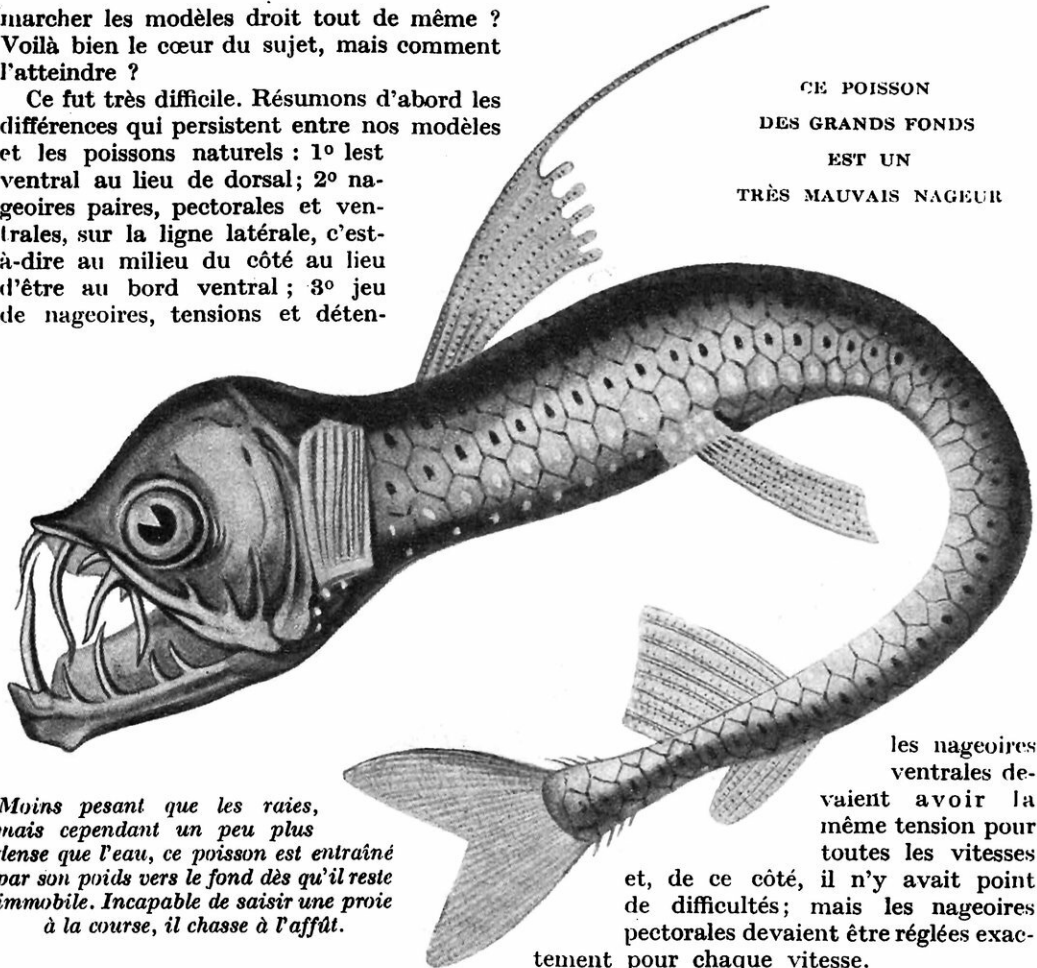 marcher les modèles droit tout de même ?
Voilà bien le cœur du sujet, mais comment
l'atteindre ?
Ce fut très difficile. Résumons d'abord les
différences qui persistent entre nos modèles
et les poissons naturels : 1º lest
ventral au lieu de dorsal; 2º na-
geoires paires, pectorales et ven-
trales, sur la ligne latérale, c'est-
à-dire au milieu du côté au lieu
d'être au bord ventral ; 3º jeu
de nageoires, tensions et déten-
CE POISSON
DES GRANDS FONDS
EST UN
TRÈS MAUVAIS NAGEUR
Moins pesant que les raies,
mais cependant un peu plus
dense que l'eau, ce poisson est entraîné
par son poids vers le fond dès qu'il reste
immobile. Incapable de saisir une proie
à la course, il chasse à l'affût.
les nageoires
ventrales de-
vaient avoir la
même tension pour
toutes les vitesses
et, de ce côté, il n'y avait point
de difficultés; mais les nageoires
pectorales devaient être réglées exac-
tement pour chaque vitesse.